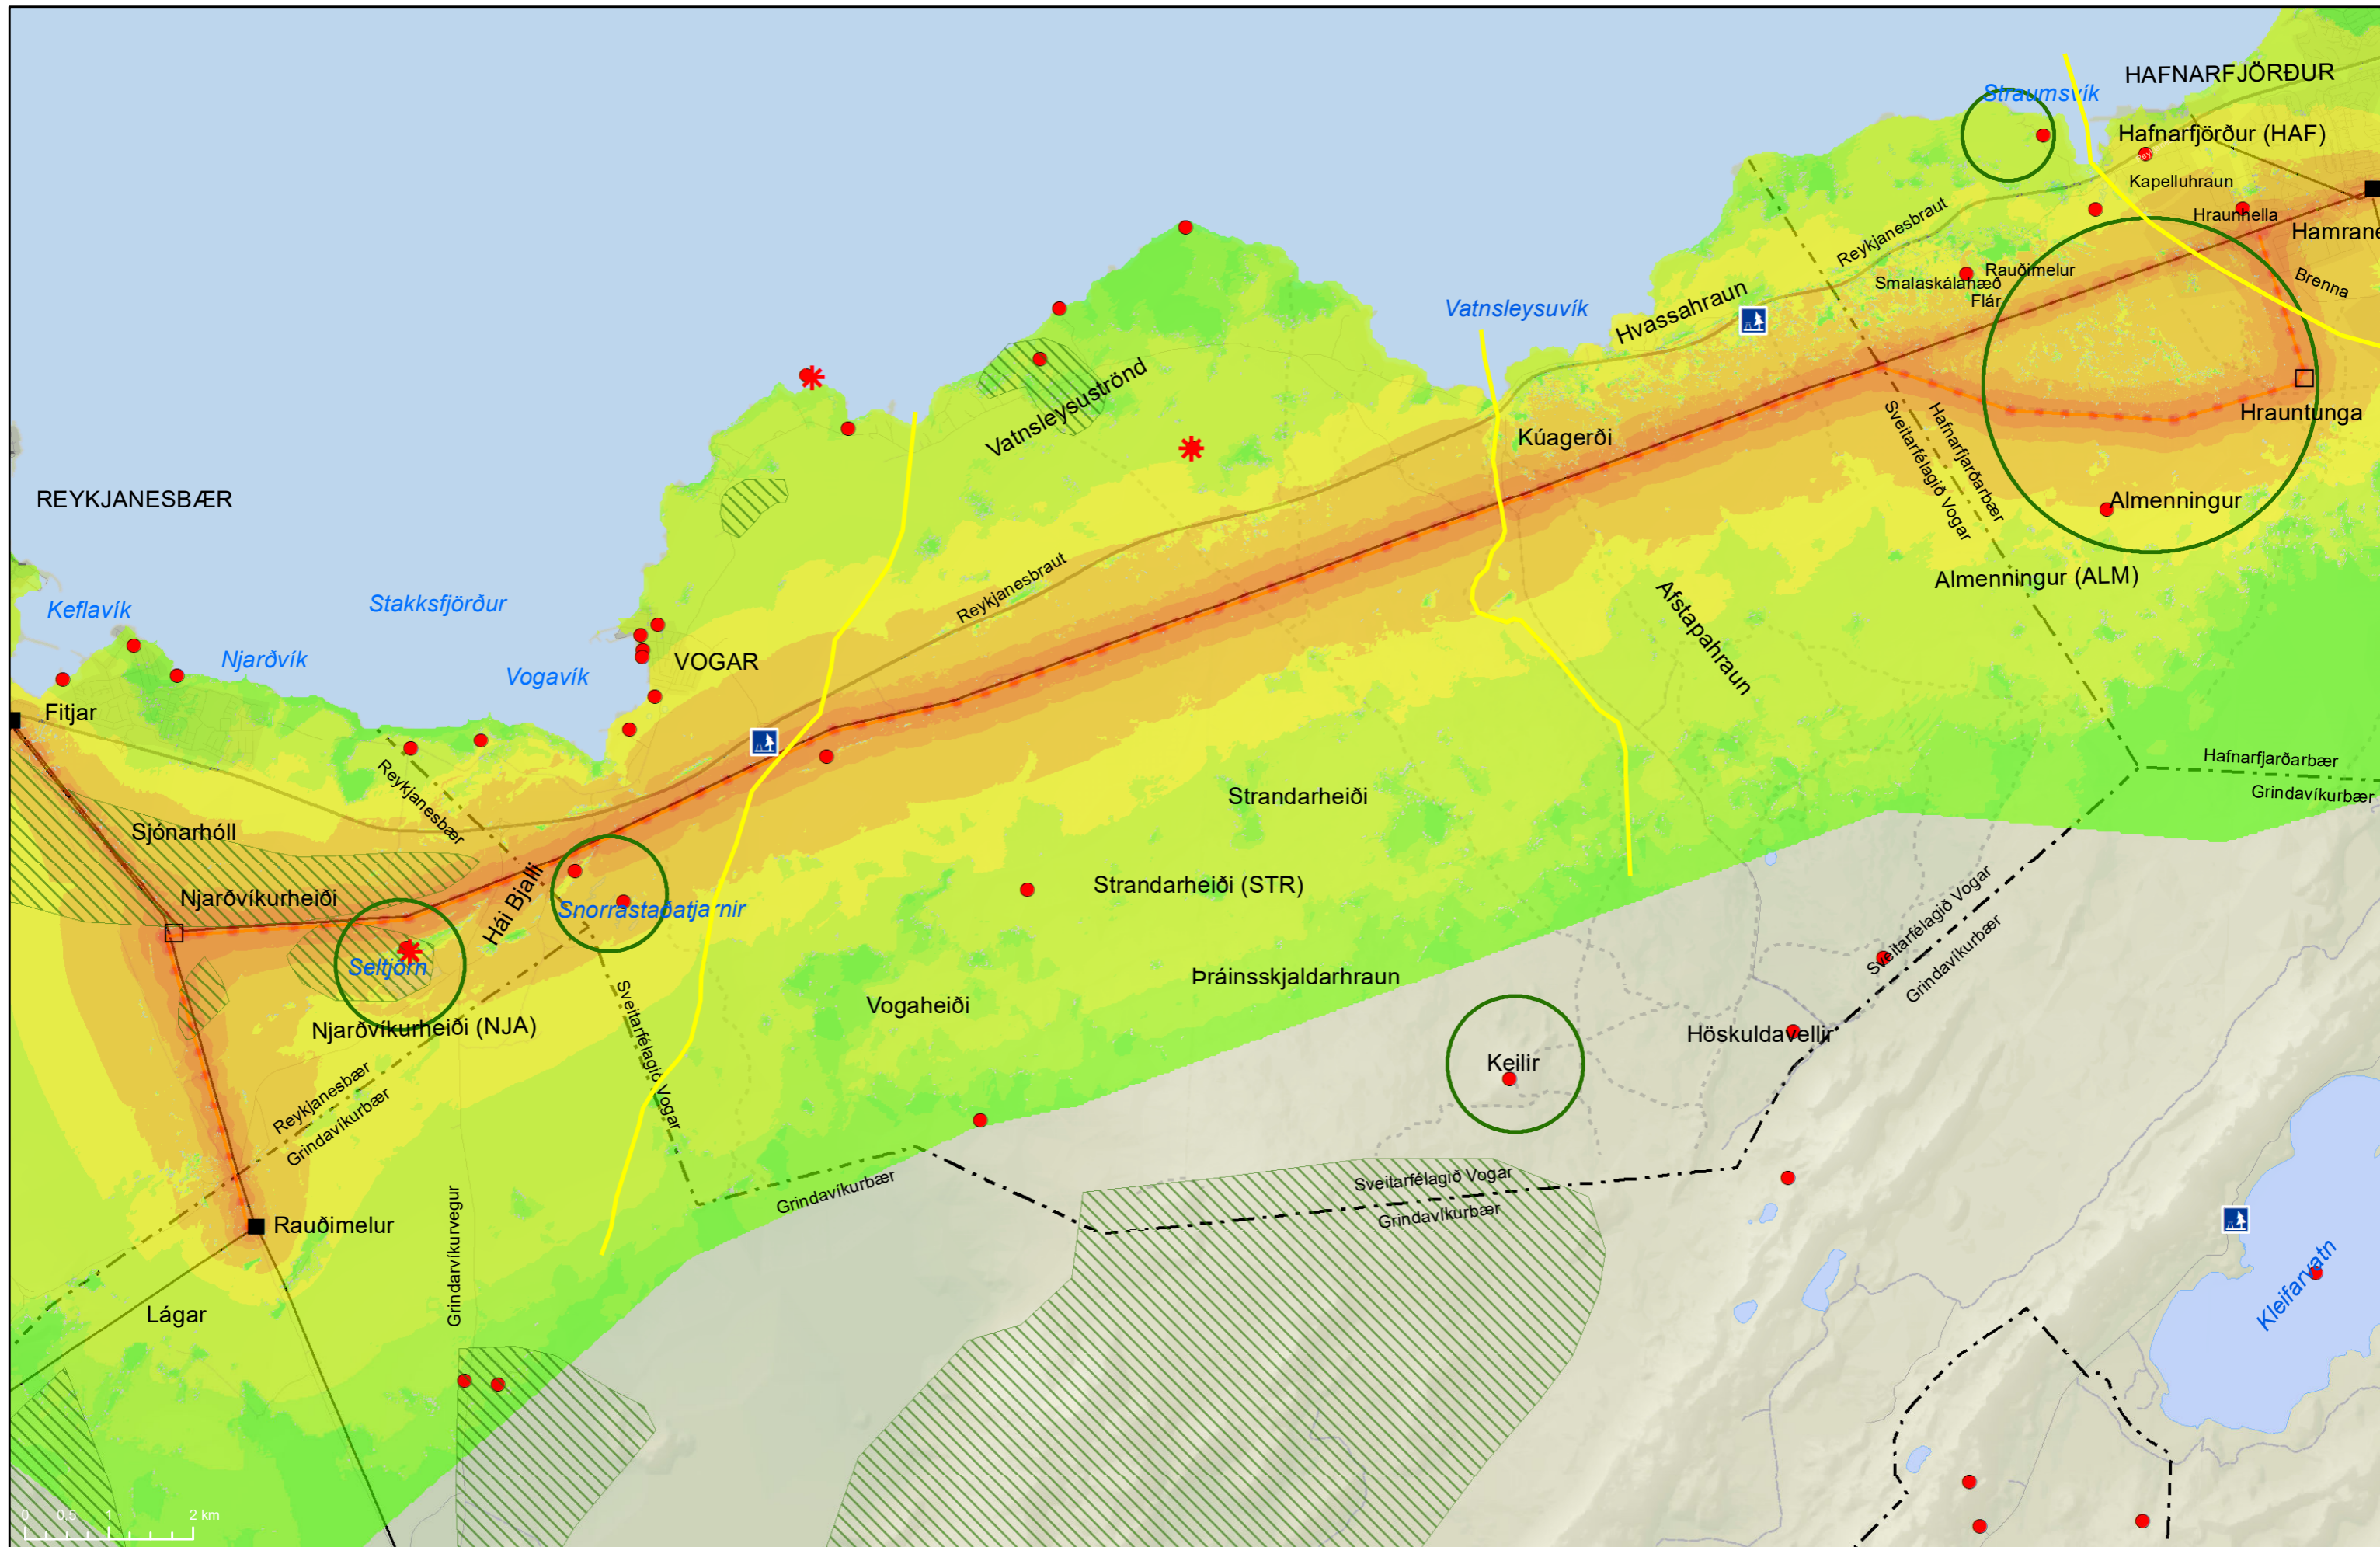 HAFNARFJÖRÐUR
Straumsvík
Hafnarfjörður (HAF)
Kapelluhraun
Hraunhella
Hamrane
Reykjanesbraut
Rauðimelur
Smalaskálahæð
Flár
Brenna
Vatnsleysuvík
Hvassahraun
Vatnsleysuströnd
Hrauntunga
Kúagerði
Hafnarfjarðarbær
Sveitarfélagið Vogar
Almenningur
REYKJANESBÆR
Reykjanesbraut
Almenningur (ALM)
Afstapahraun
Keflavík
Stakksfjörður
Njarðvík
Vogavík
VOGAR
Fitjar
Reykjanesbær
Hafnarfjarðarbær
Grindavíkurbær
Strandarheiði
Sjónarhóll
Strandarheiði (STR)
Njarðvíkurheiði
Hái Bjalli
Snorrastaðatjarnir
Seltjörn
Sveitarfélagið Vogar
Grindavíkurbær
Þráinsskjaldarhraun
Vogaheiði
Njarðvíkurheiði (NJA)
Sveitarfélagið Vogar
Höskuldavellir
Keilir
Reykjanesbær
Grindavíkurbær
Sveitarfélagið Vogar
Grindavíkurbær
Grindavíkurbær
Rauðimelur
Grindarvíkurvegur
Kleifarvatn
Lágar
0 0,5 1 2 km